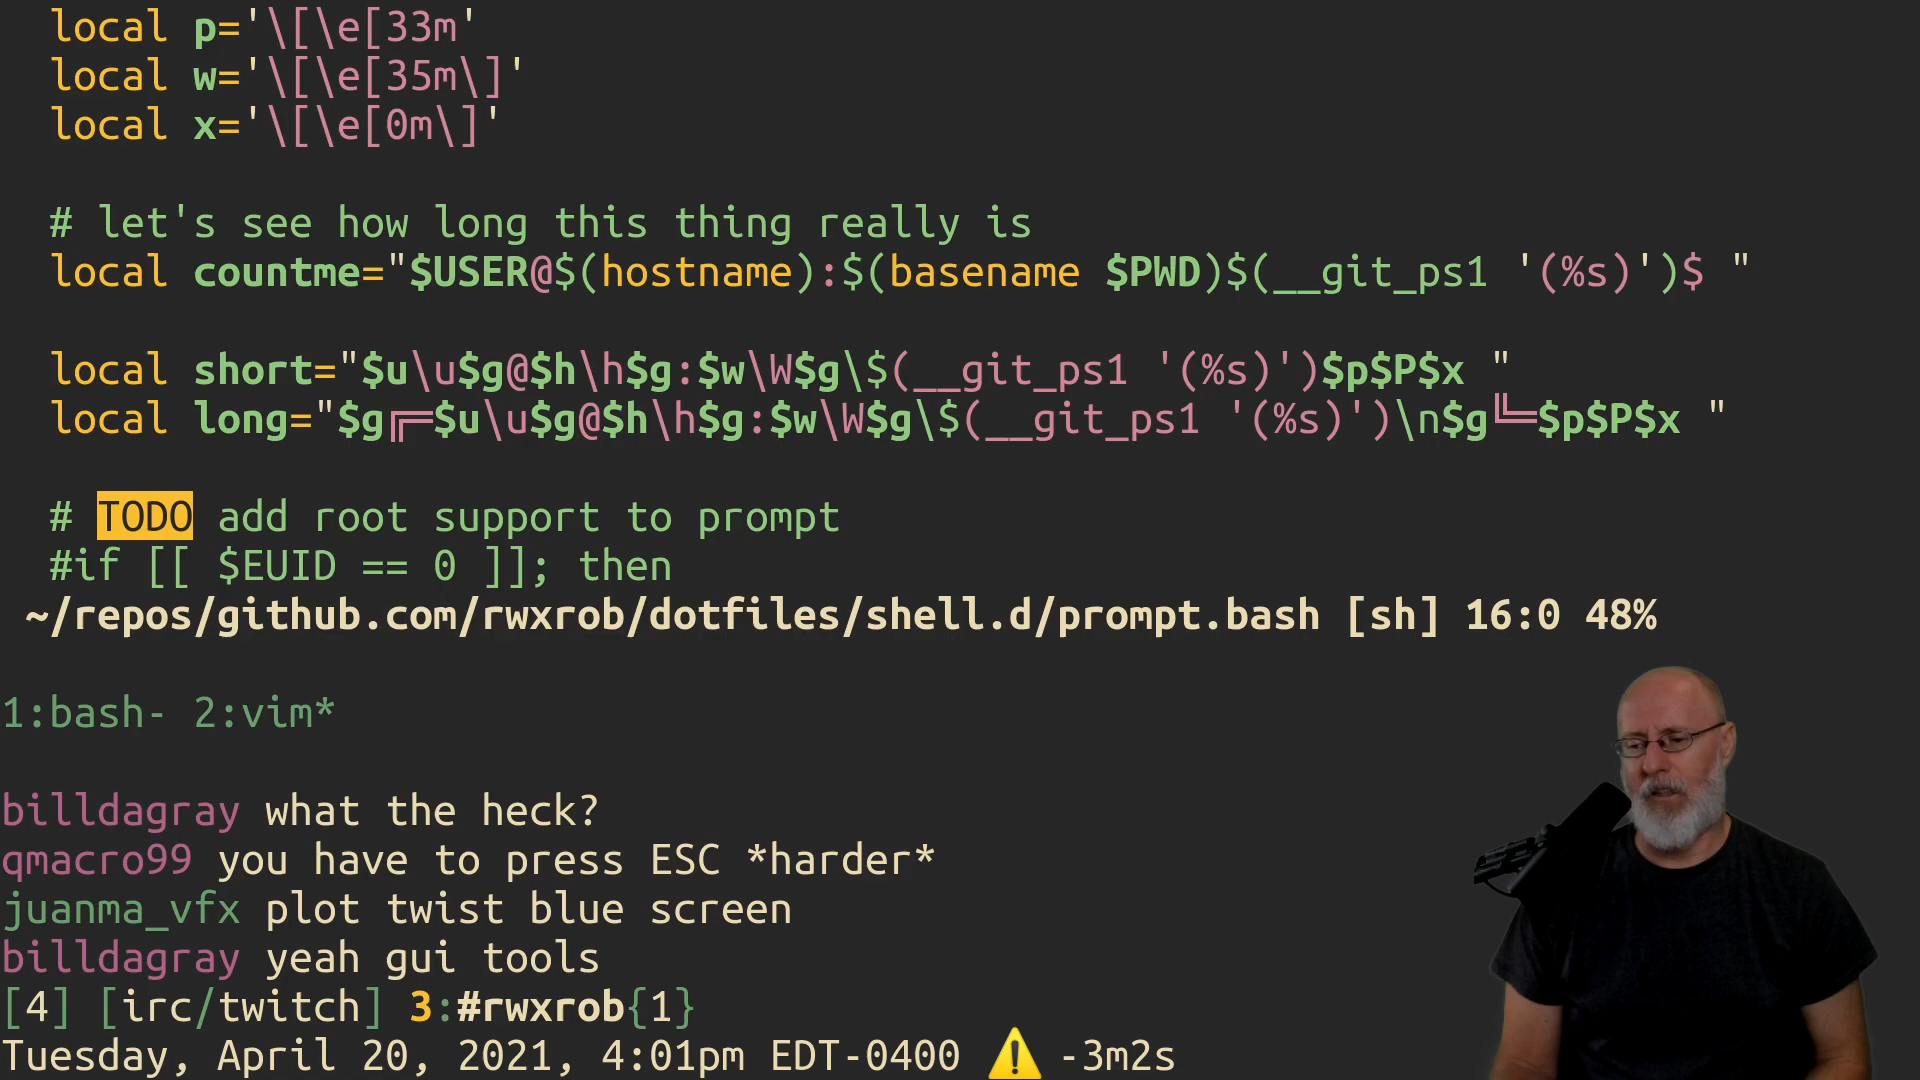 local p='\[\e[33m'
local w='\[\e[35m\]'
local x='\[\e[0m\]'
# let's see how long this thing really is
local countme="$USER@$(hostname):$(basename $PWD)$(__git_ps1 '(%s)')$ "
local short="$u\u$g@$h\h$g:$w\W$g\$(__git_ps1 '(%s)')$p$P$x "
local long="$g╔═$u\u$g@$h\h$g:$w\W$g\$(__git_ps1 '(%s)')\n$g╚═$p$P$x "
# TODO add root support to prompt
#if [[ $EUID == 0 ]]; then
~/repos/github.com/rwxrob/dotfiles/shell.d/prompt.bash [sh] 16:0 48%
1:bash- 2:vim*
billdagray what the heck?
qmacro99 you have to press ESC *harder*
juanma_vfx plot twist blue screen
billdagray yeah gui tools
[4] [irc/twitch] 3:#rwxrob{1}
Tuesday, April 20, 2021, 4:01pm EDT-0400 ⚠️ -3m2s